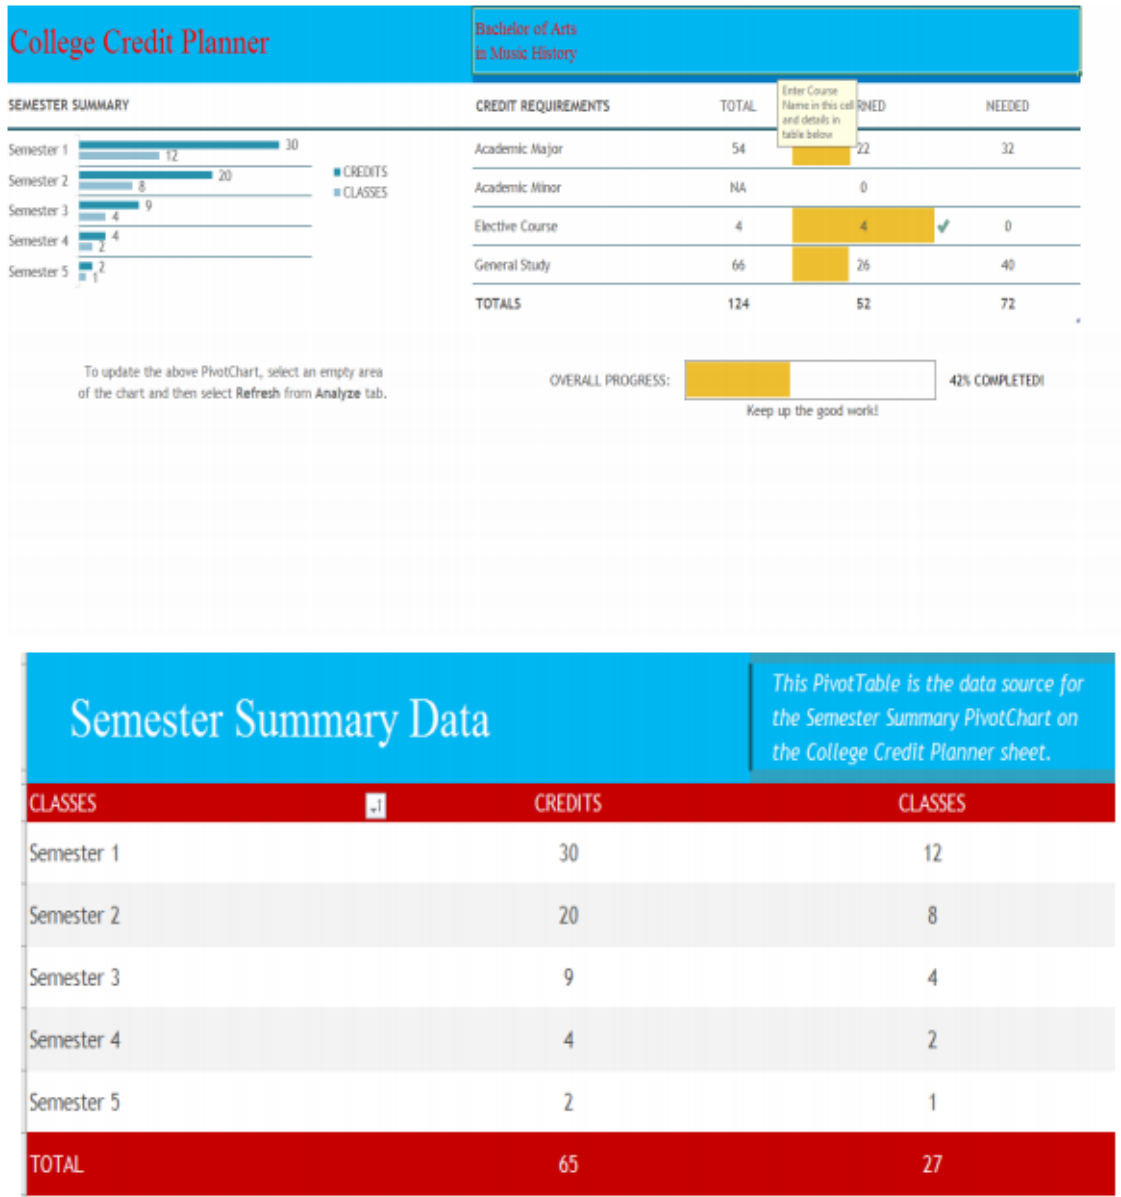 College Credit Planner
Bachelor of Arts
in Music History
SEMESTER SUMMARY
Semester 1 30
12
Semester 2 20
8
Semester 3 9
4
Semester 4 4
2
Semester 5 2
1
CREDITS
CLASSES
To update the above PivotChart, select an empty area
of the chart and then select Refresh from Analyze tab.
CREDIT REQUIREMENTS TOTAL RNED NEEDED
Enter Course
Name in this cell
and details in
table below
Academic Major 54 22 32
Academic Minor NA 0
Elective Course 4 4 ✔ 0
General Study 66 26 40
TOTALS 124 52 72
OVERALL PROGRESS: 42% COMPLETED!
Keep up the good work!
Semester Summary Data
This PivotTable is the data source for
the Semester Summary PivotChart on
the College Credit Planner sheet.
CLASSES CREDITS CLASSES
Semester 1 30 12
Semester 2 20 8
Semester 3 9 4
Semester 4 4 2
Semester 5 2 1
TOTAL 65 27